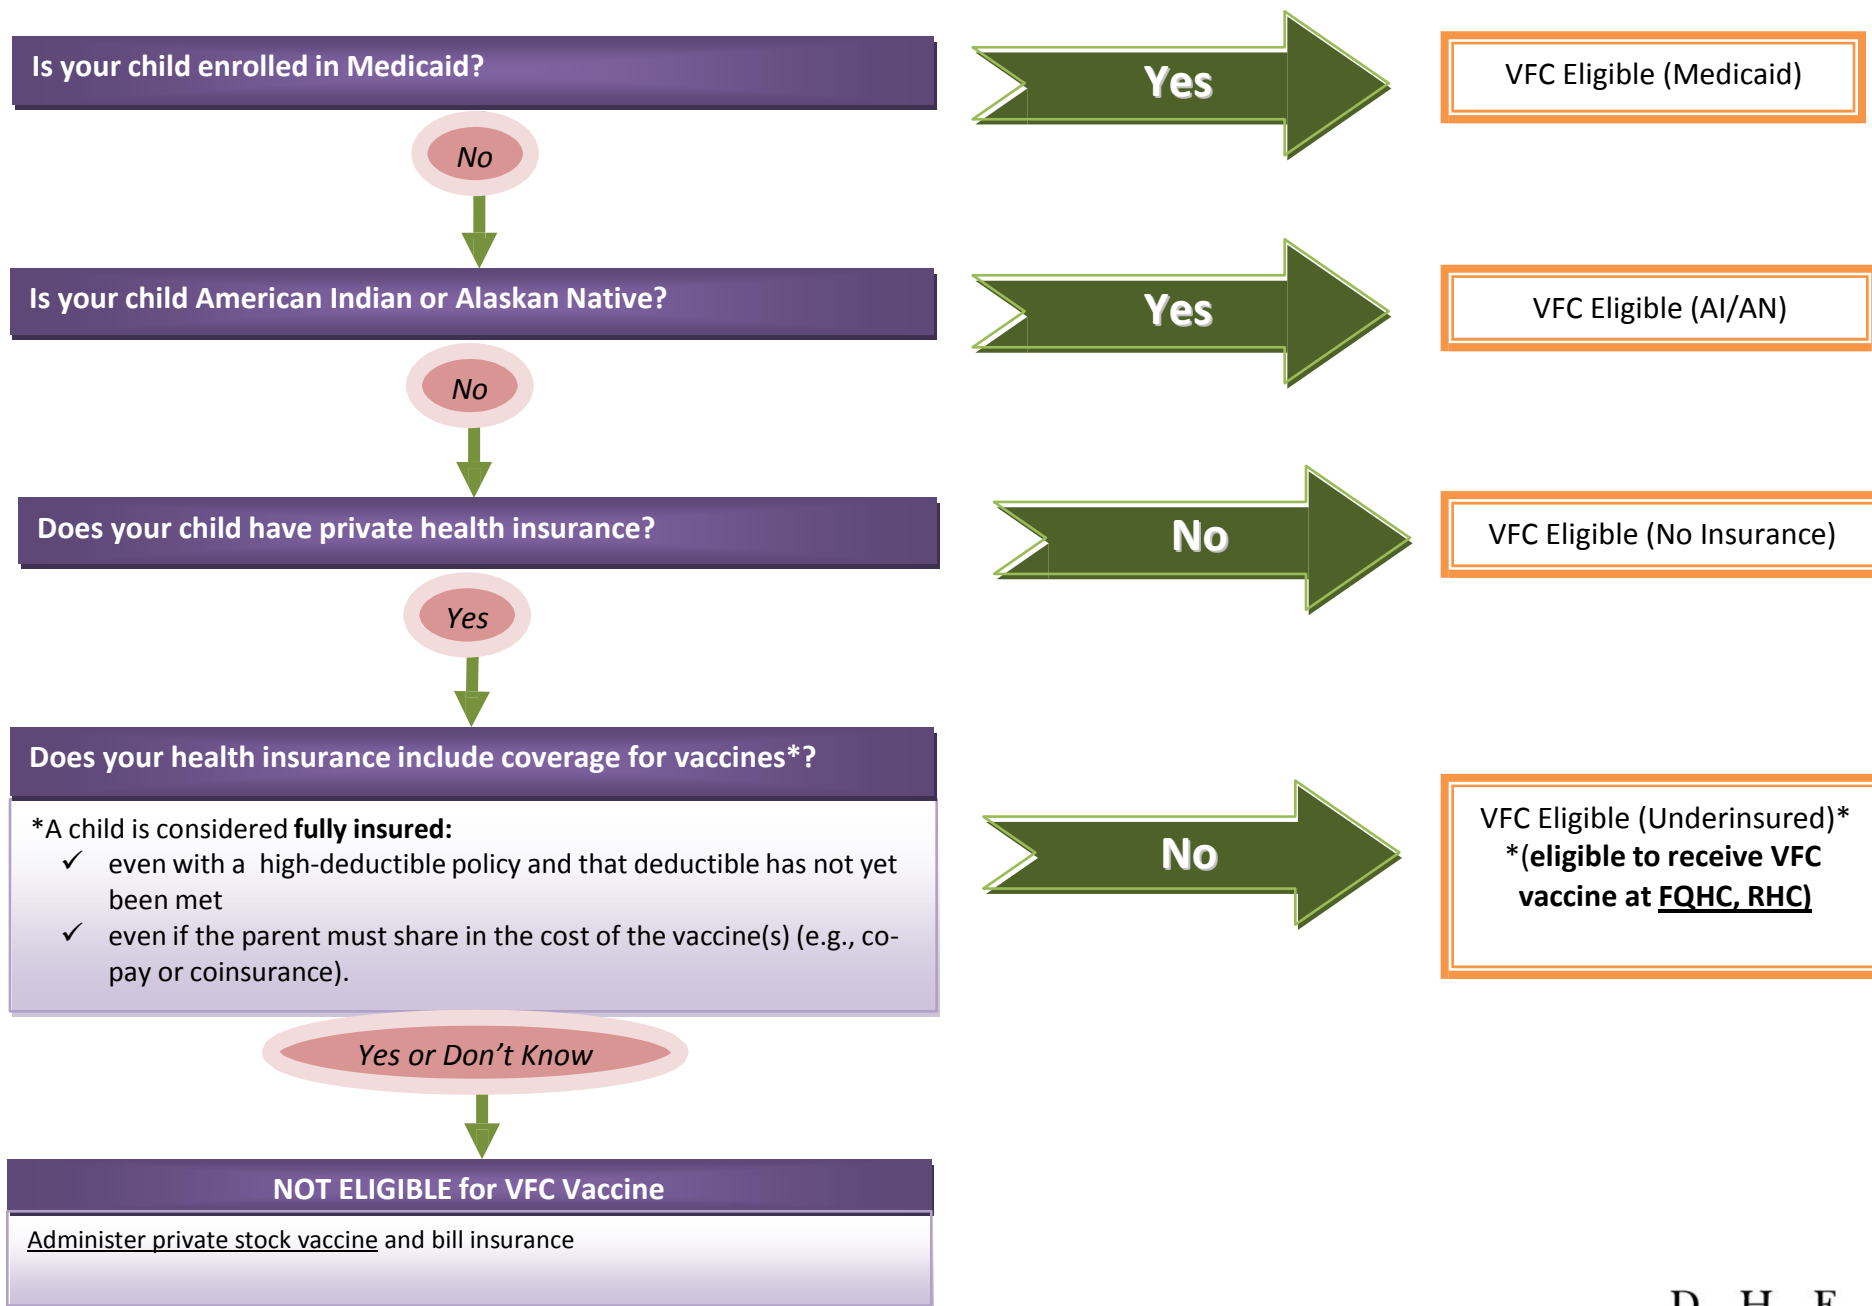 Is your child enrolled in Medicaid?
Yes
VFC Eligible (Medicaid)
No
Is your child American Indian or Alaskan Native?
Yes
VFC Eligible (AI/AN)
No
Does your child have private health insurance?
No
VFC Eligible (No Insurance)
Yes
Does your health insurance include coverage for vaccines*?
*A child is considered fully insured:
✓ even with a high-deductible policy and that deductible has not yet
been met
✓ even if the parent must share in the cost of the vaccine(s) (e.g., co-
pay or coinsurance).
No
VFC Eligible (Underinsured)*
*(eligible to receive VFC
vaccine at FQHC, RHC)
Yes or Don't Know
NOT ELIGIBLE for VFC Vaccine
Administer private stock vaccine and bill insurance